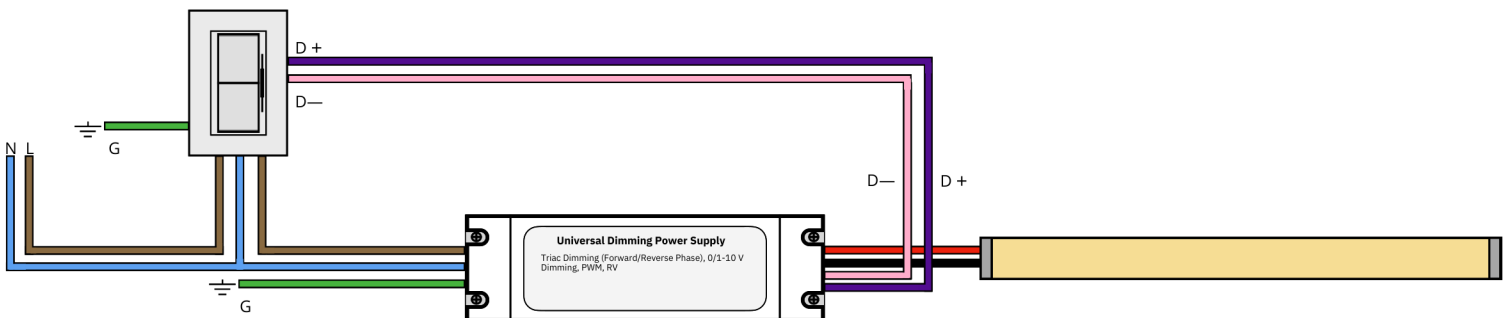 D +
D—
G
N L
D— D +
Universal Dimming Power Supply
Triac Dimming (Forward/Reverse Phase), 0/1-10 V
Dimming, PWM, RV
G